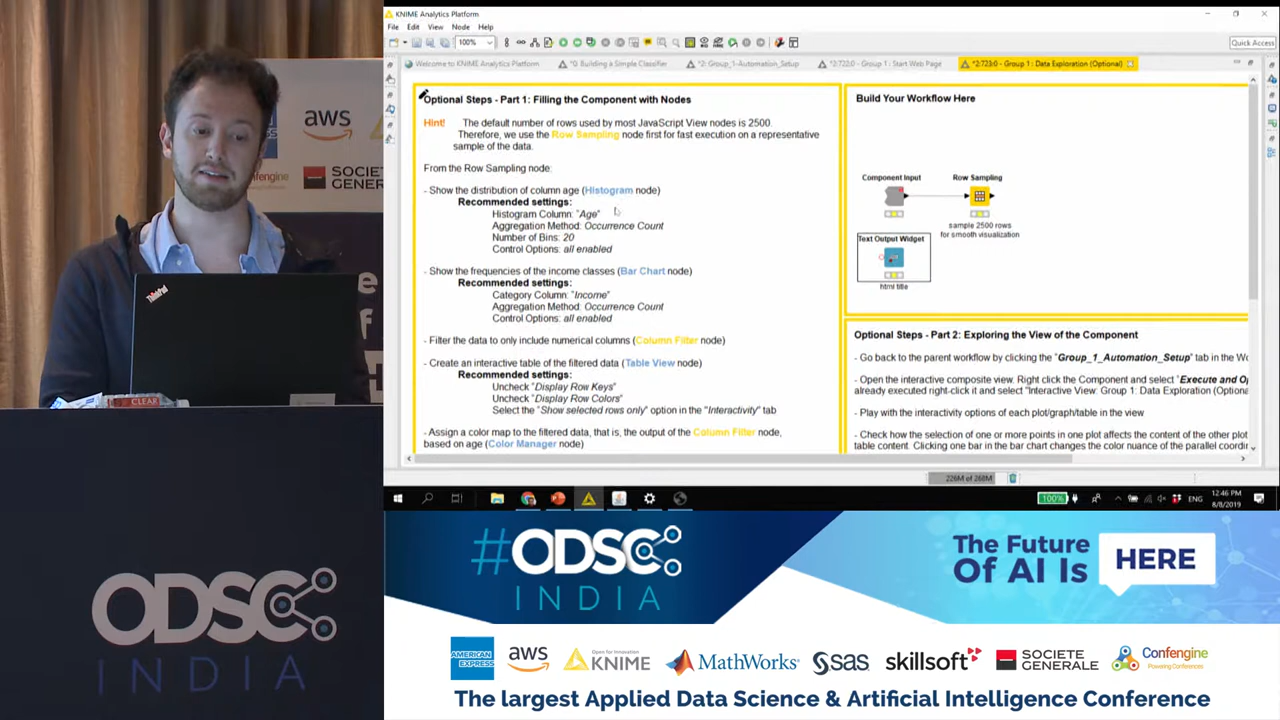 KNIME Analytics Platform
File Edit View Node Help
100%
Quick Access
Welcome to KNIME Analytics Platform
*0: Building a Simple Classifier
*2: Group_1-Automation_Setup
*2:722:0 - Group 1 : Start Web Page
*2:723:0 - Group 1 : Data Exploration (Optional)
Optional Steps - Part 1: Filling the Component with Nodes
Hint! The default number of rows used by most JavaScript View nodes is 2500.
Therefore, we use the Row Sampling node first for fast execution on a representative
sample of the data.
From the Row Sampling node:
- Show the distribution of column age (Histogram node)
Recommended settings:
Histogram Column: "Age"
Aggregation Method: Occurrence Count
Number of Bins: 20
Control Options: all enabled
- Show the frequencies of the income classes (Bar Chart node)
Recommended settings:
Category Column: "Income"
Aggregation Method: Occurrence Count
Control Options: all enabled
- Filter the data to only include numerical columns (Column Filter node)
- Create an interactive table of the filtered data (Table View node)
Recommended settings:
Uncheck "Display Row Keys"
Uncheck "Display Row Colors"
Select the "Show selected rows only" option in the "Interactivity" tab
- Assign a color map to the filtered data, that is, the output of the Column Filter node,
based on age (Color Manager node)
Build Your Workflow Here
Component Input
Row Sampling
sample 2500 rows
for smooth visualization
Text Output Widget
html title
Optional Steps - Part 2: Exploring the View of the Component
- Go back to the parent workflow by clicking the "Group_1_Automation_Setup" tab in the Wo
- Open the interactive composite view. Right click the Component and select "Execute and Op
already executed right-click it and select "Interactive View: Group 1: Data Exploration (Optiona
- Play with the interactivity options of each plot/graph/table in the view
- Check how the selection of one or more points in one plot affects the content of the other plot
table content. Clicking one bar in the bar chart changes the color nuance of the parallel coordin
226M of 268M
100%
ENG
12:46 PM
8/8/2019
aws
SOCIETE
GENERALE
Confengine
ThinkPad
CLEAR
ODSC
INDIA
#ODSC
INDIA
The Future
Of AI Is
HERE
AMERICAN
EXPRESS
aws
Open for Innovation
KNIME
MathWorks®
sas
skillsoft
SOCIETE
GENERALE
Confengine
Powering Conferences
The largest Applied Data Science & Artificial Intelligence Conference